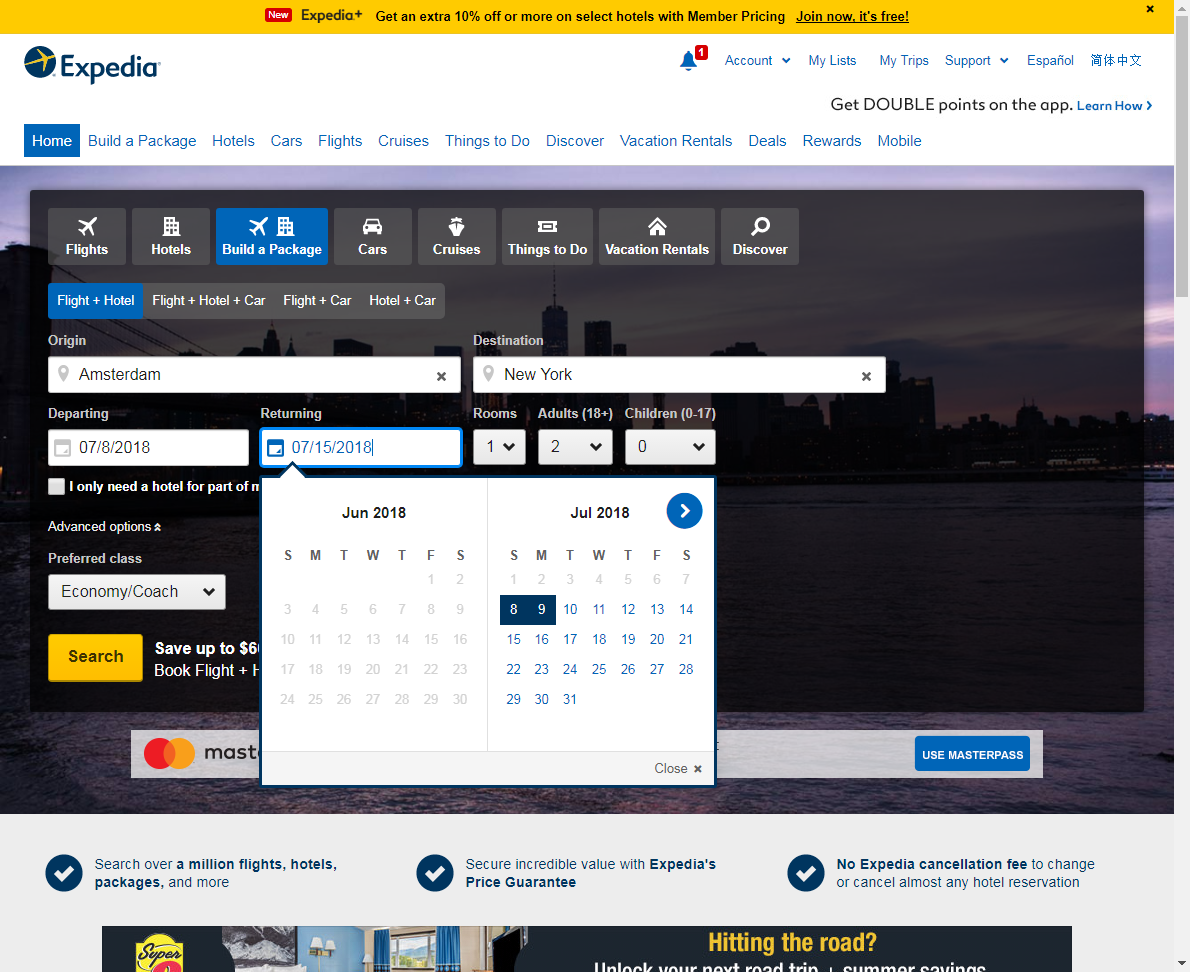 New Expedia+ Get an extra 10% off or more on select hotels with Member Pricing Join now, it's free!
Expedia
1 Account My Lists My Trips Support Español 简体中文
Get DOUBLE points on the app. Learn How
Home Build a Package Hotels Cars Flights Cruises Things to Do Discover Vacation Rentals Deals Rewards Mobile
Flights Hotels Build a Package Cars Cruises Things to Do Vacation Rentals Discover
Flight + Hotel Flight + Hotel + Car Flight + Car Hotel + Car
Origin Destination
Amsterdam New York
Departing Returning Rooms Adults (18+) Children (0-17)
07/8/2018 07/15/2018 1 2 0
I only need a hotel for part of
Jun 2018 Jul 2018
Advanced options
Preferred class
S M T W T F S S M T W T F S
1 2 1 2 3 4 5 6 7
Economy/Coach
3 4 5 6 7 8 9 8 9 10 11 12 13 14
10 11 12 13 14 15 16 15 16 17 18 19 20 21
Search
Save up to
Book Flight +
17 18 19 20 21 22 23 22 23 24 25 26 27 28
24 25 26 27 28 29 30 29 30 31
USE MASTERPASS
Close
Search over a million flights, hotels,
packages, and more
Secure incredible value with Expedia's
Price Guarantee
No Expedia cancellation fee to change
or cancel almost any hotel reservation
Super
8
Hitting the road?
Unlock your next road trip + summer savings